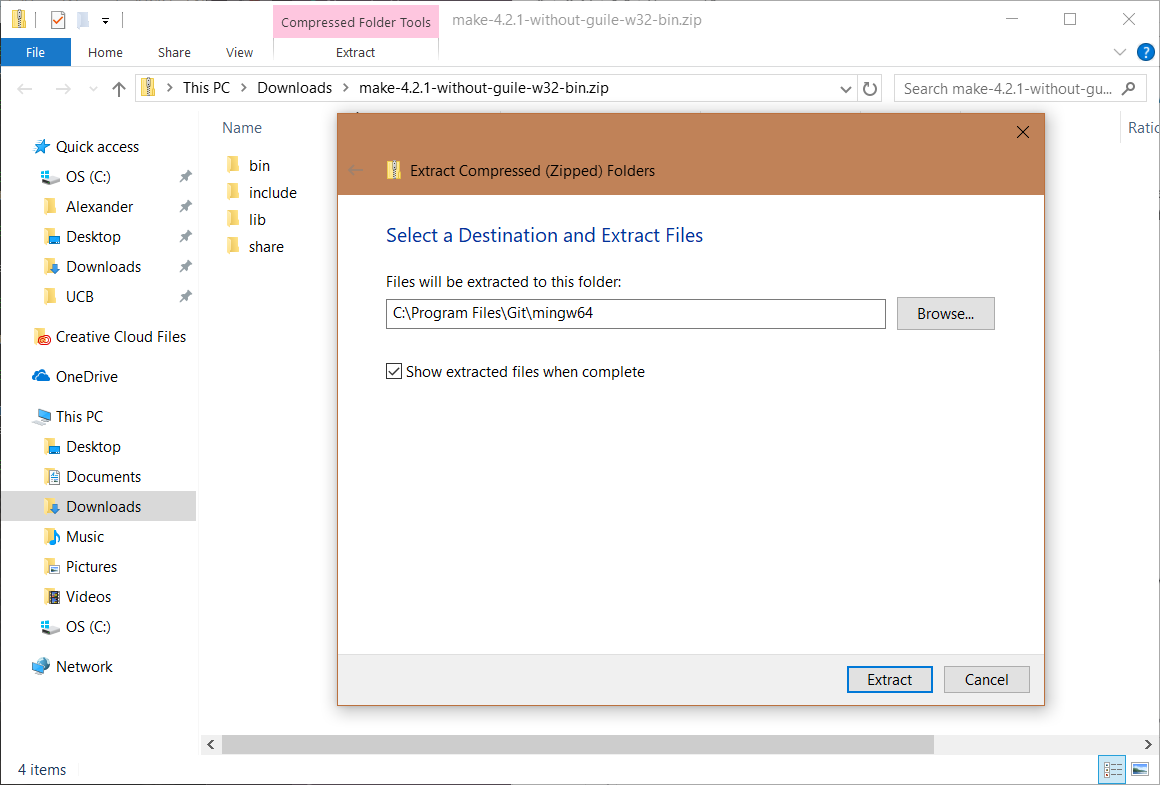 Compressed Folder Tools
make-4.2.1-without-guile-w32-bin.zip
File
Home
Share
View
Extract
?
This PC
Downloads
make-4.2.1-without-guile-w32-bin.zip
Search make-4.2.1-without-gu...
Quick access
OS (C:)
Alexander
Desktop
Downloads
UCB
Creative Cloud Files
OneDrive
This PC
Desktop
Documents
Downloads
Music
Pictures
Videos
OS (C:)
Network
Name
Ratio
bin
include
lib
share
Extract Compressed (Zipped) Folders
Select a Destination and Extract Files
Files will be extracted to this folder:
C:\Program Files\Git\mingw64
Browse...
Show extracted files when complete
Extract
Cancel
4 items